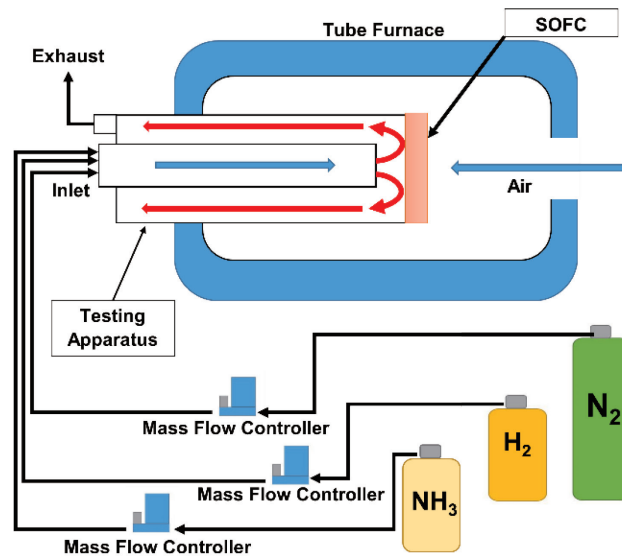 SOFC
Tube Furnace
Exhaust
Inlet
Air
Testing
Apparatus
Mass Flow Controller
N₂
H₂
Mass Flow Controller
NH₃
Mass Flow Controller